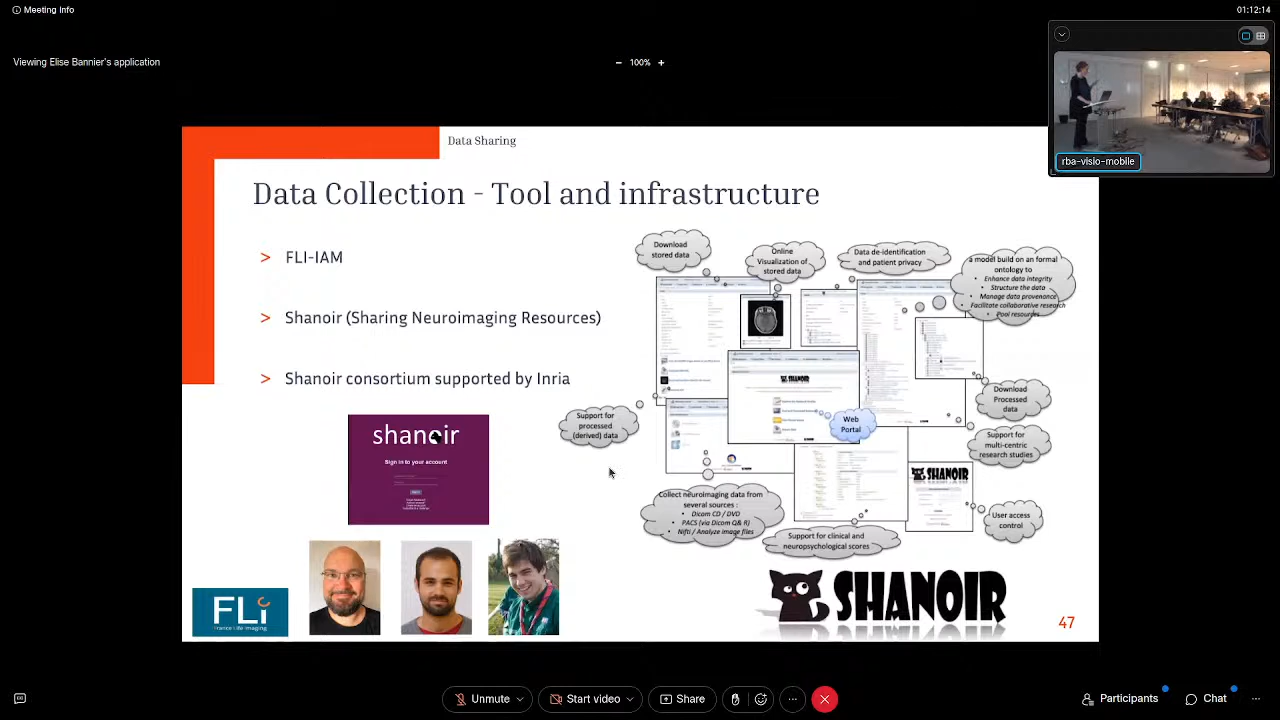 Meeting Info
01:12:14
Viewing Elise Bannier's application
− 100% +
rba-visio-mobile
Data Sharing
Data Collection - Tool and infrastructure
> FLI-IAM
> Shanoir (Sharing Neuroimaging Resources)
> Shanoir consortium supported by Inria
shanoir
Sign in to your account
Download
stored data
Online
Visualization of
stored data
Data de-identification
and patient privacy
a model build on an formal
ontology to
• Enhance data integrity
• Structure the data
• Manage data provenance
• Facilitate collaborative research
• Pool resources
Support for
processed
(derived) data
SHANOIR
Web
Portal
Download
Processed
data
Support for
multi-centric
research studies
SHANOIR
User access
control
Collect neuroimaging data from
several sources :
• Dicom CD / DVD
• PACS (via Dicom Q& R)
• Nifti / Analyze image files
Support for clinical and
neuropsychological scores
FLI
France Life Imaging
SHANOIR
47
Unmute
Start video
Share
Participants
Chat